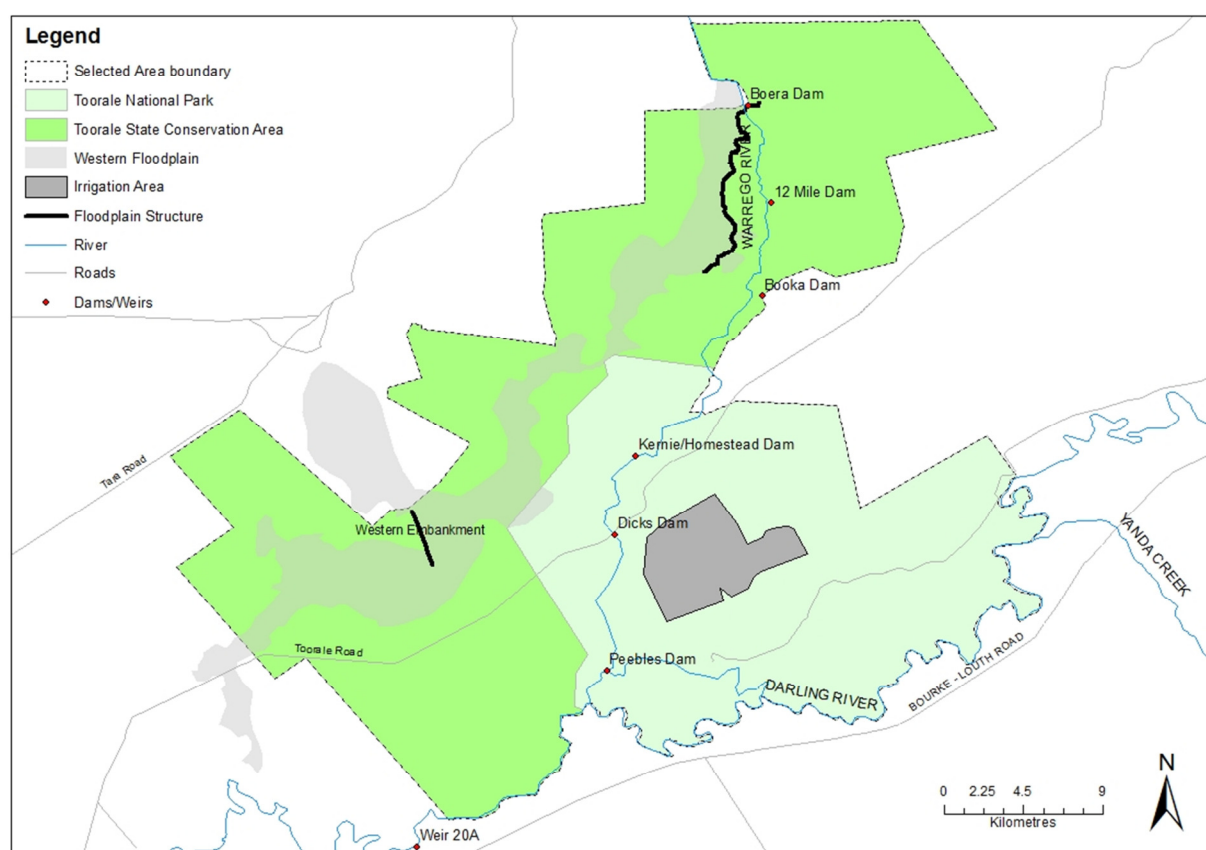 Legend
Selected Area boundary
Toorale National Park
Toorale State Conservation Area
Western Floodplain
Irrigation Area
Floodplain Structure
River
Roads
Dams/Weirs
Boera Dam
WARREGO RIVER
12 Mile Dam
Booka Dam
Kernie/Homestead Dam
Tara Road
Western Embankment
Dicks Dam
YANDA CREEK
Toorale Road
Peebles Dam
DARLING RIVER
BOURKE - LOUTH ROAD
Weir 20A
N
0 2.25 4.5 9
Kilometres